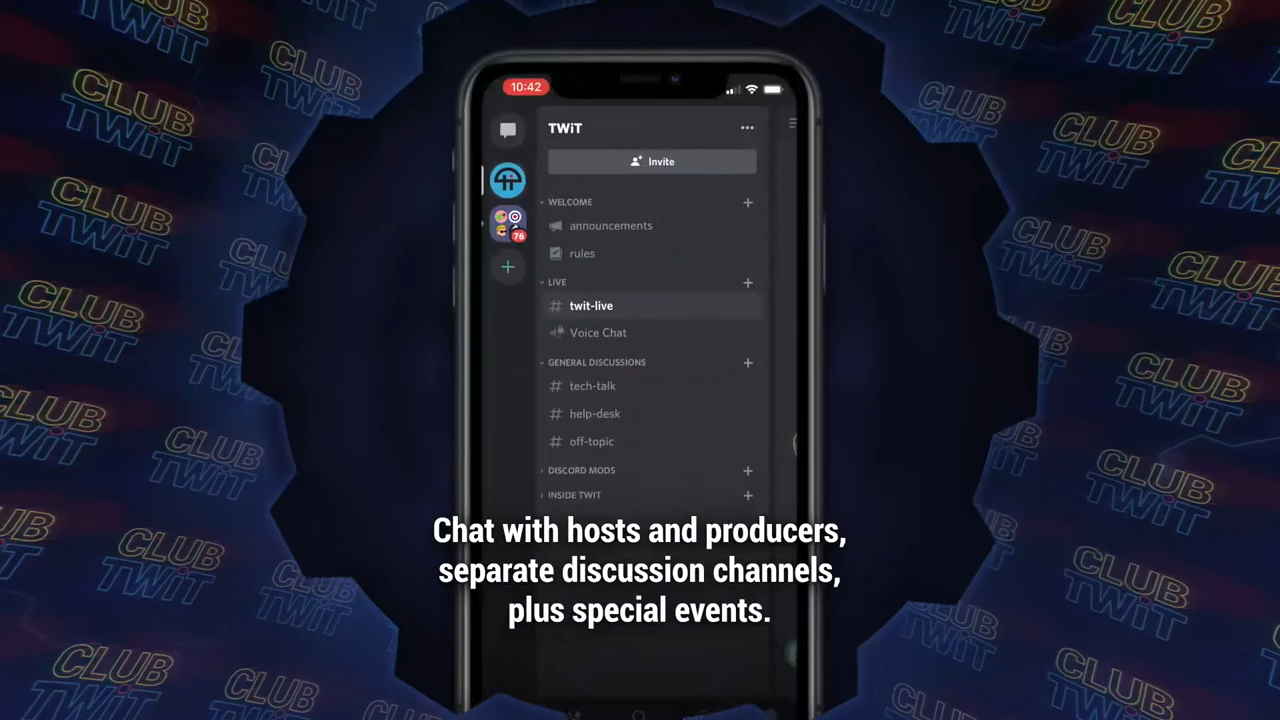 CLUB
TWiT
10:42
TWiT
Invite
WELCOME
announcements
rules
76
LIVE
twit-live
Voice Chat
GENERAL DISCUSSIONS
tech-talk
help-desk
off-topic
DISCORD MODS
INSIDE TWIT
Chat with hosts and producers,
separate discussion channels,
plus special events.